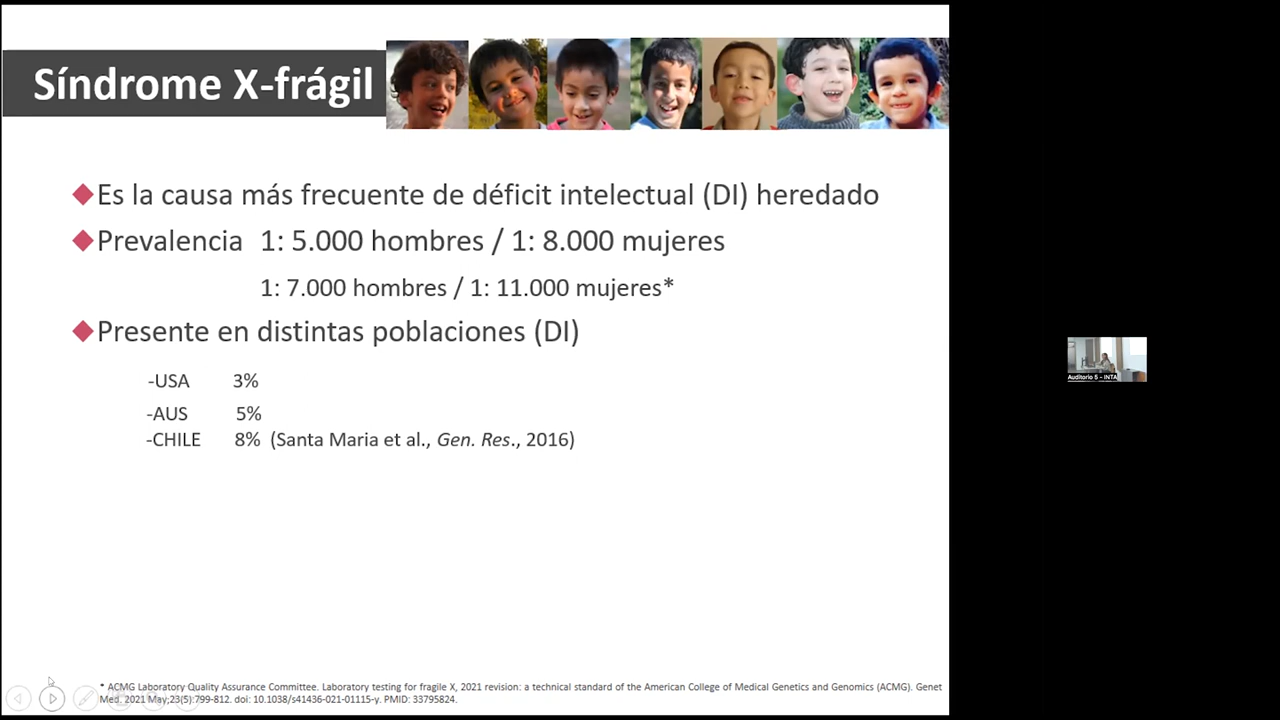 Síndrome X-frágil
Es la causa más frecuente de déficit intelectual (DI) heredado
Prevalencia 1: 5.000 hombres / 1: 8.000 mujeres
1: 7.000 hombres / 1: 11.000 mujeres*
Presente en distintas poblaciones (DI)
-USA 3%
-AUS 5%
-CHILE 8% (Santa Maria et al., Gen. Res., 2016)
Auditorio 5 - INTA
* ACMG Laboratory Quality Assurance Committee. Laboratory testing for fragile X, 2021 revision: a technical standard of the American College of Medical Genetics and Genomics (ACMG). Genet
Med. 2021 May;23(5):799-812. doi: 10.1038/s41436-021-01115-y. PMID: 33795824.